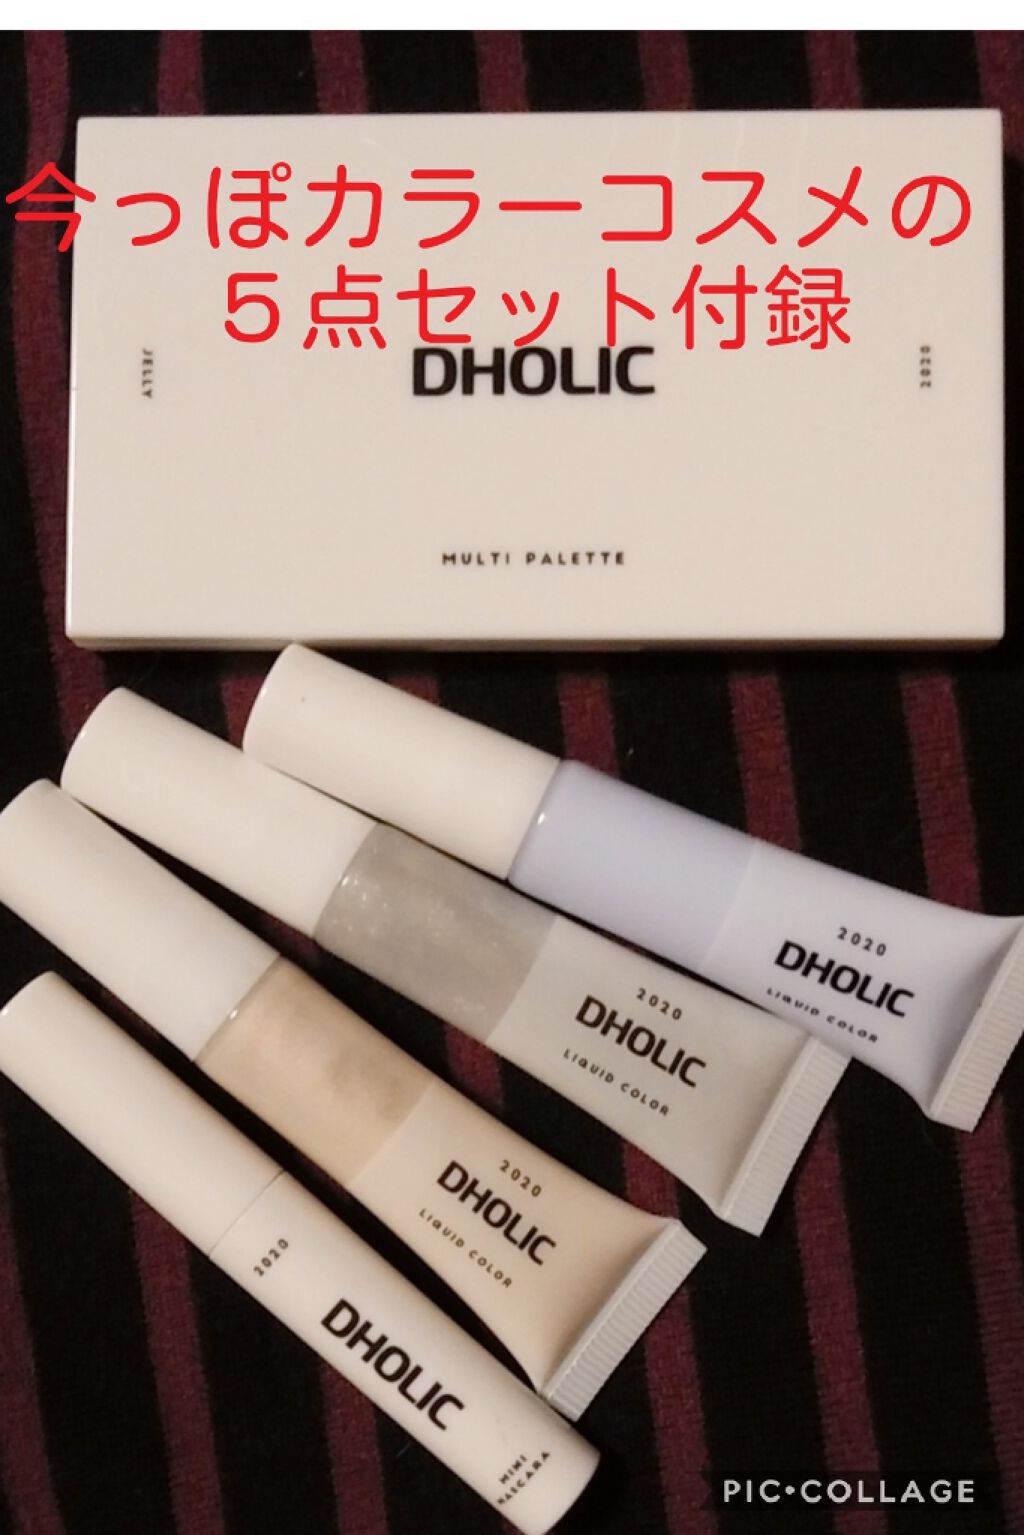 今っぽカラーコスメの
５点セット付録
JELLY
DHOLIC
2020
MULTI PALETTE
2020
DHOLIC
LIQUID COLOR
2020
DHOLIC
LIQUID COLOR
2020
DHOLIC
LIQUID COLOR
2020
DHOLIC
MINI
MASCARA
PIC•COLLAGE